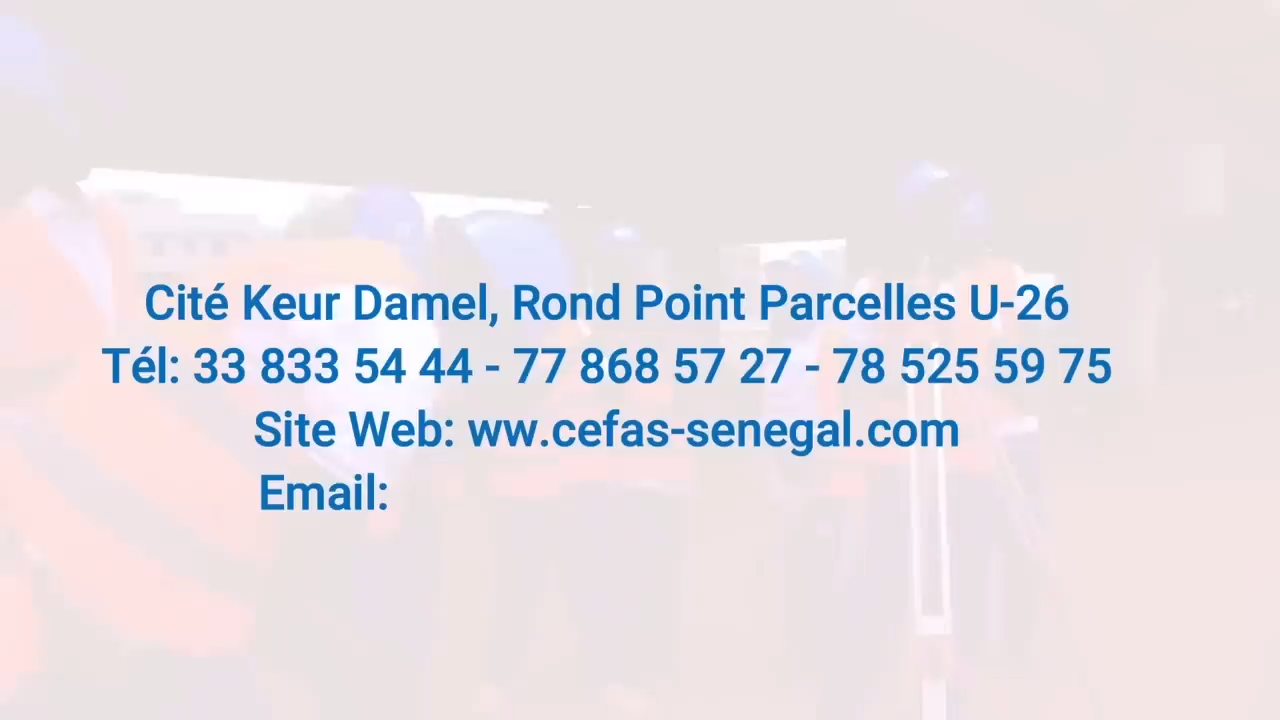 Cité Keur Damel, Rond Point Parcelles U-26
Tél: 33 833 54 44 - 77 868 57 27 - 78 525 59 75
Site Web: ww.cefas-senegal.com
Email: